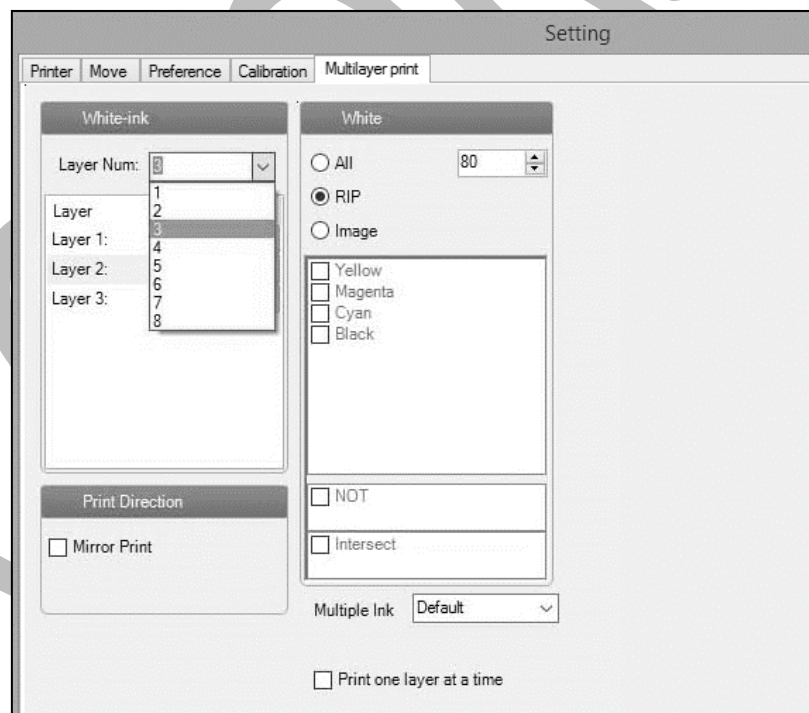 Setting
Printer Move Preference Calibration Multilayer print
White-ink
Layer Num: 3
1
2
3
4
5
6
7
8
Layer
Layer 1:
Layer 2:
Layer 3:
Print Direction
Mirror Print
White
All 80
RIP
Image
Yellow
Magenta
Cyan
Black
NOT
Intersect
Multiple Ink Default
Print one layer at a time